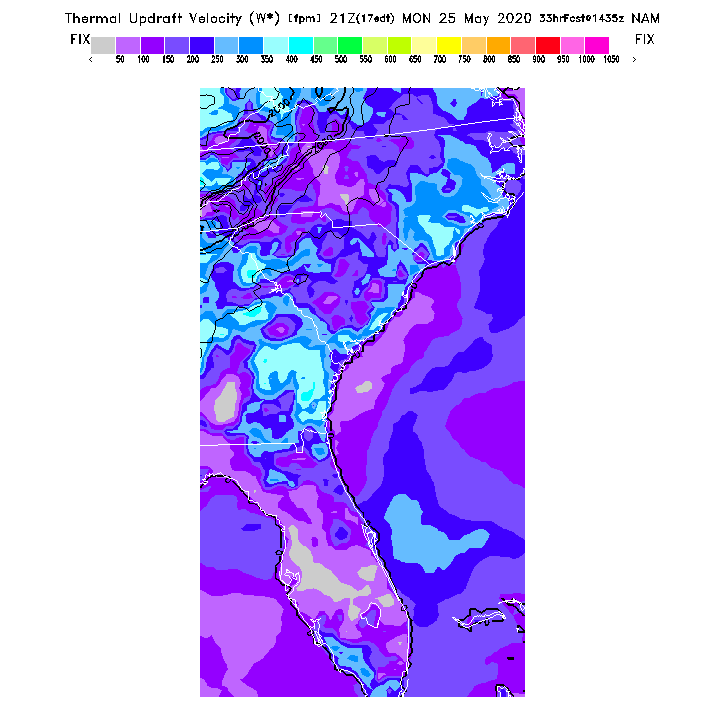 Thermal Updraft Velocity (W*) [fpm] 21Z(17edt) MON 25 May 2020 33hrFcst@1435z NAM
FIX FIX
< 50 100 150 200 250 300 350 400 450 500 550 600 650 700 750 800 850 900 950 1000 1050 >